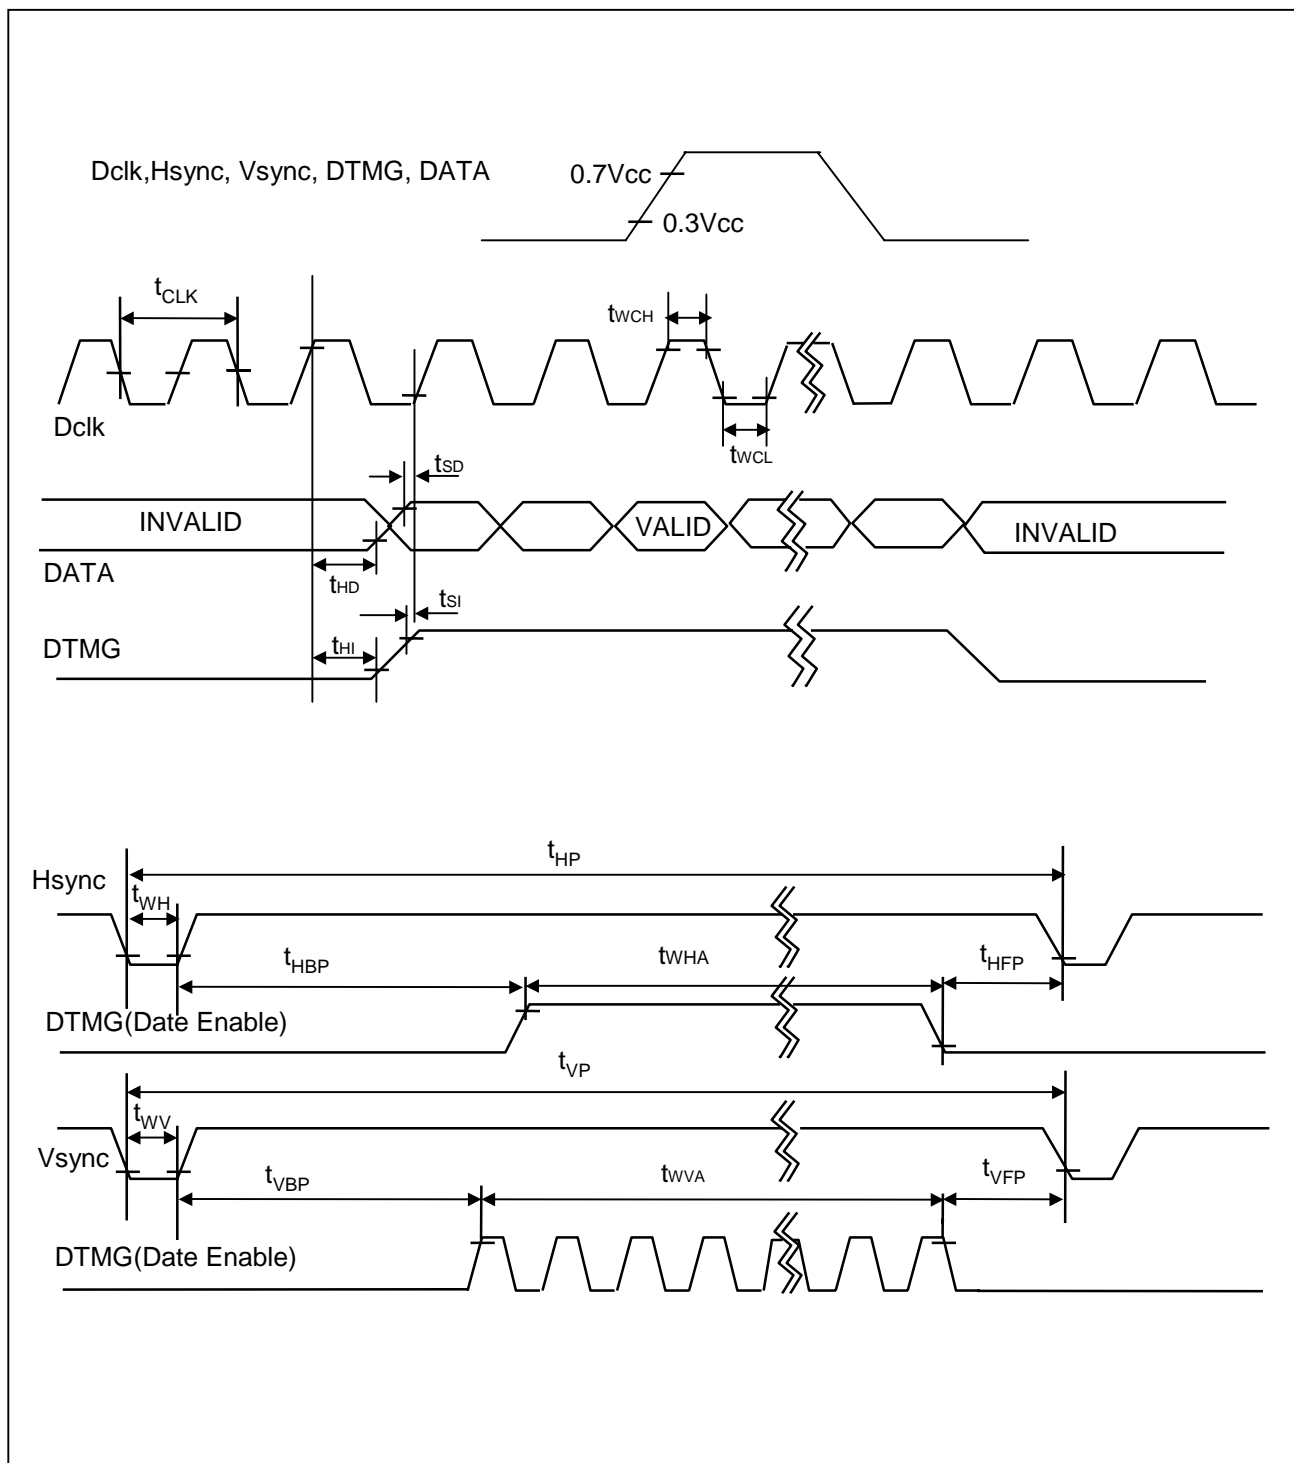 Dclk,Hsync, Vsync, DTMG, DATA
0.7Vcc
0.3Vcc
tCLK
tWCH
Dclk
tWCL
tSD
INVALID
VALID
INVALID
DATA
tHD
tSI
DTMG
tHI
tHP
Hsync
tWH
tHBP
tWHA
tHFP
DTMG(Date Enable)
tVP
tWV
Vsync
tVBP
tWVA
tVFP
DTMG(Date Enable)